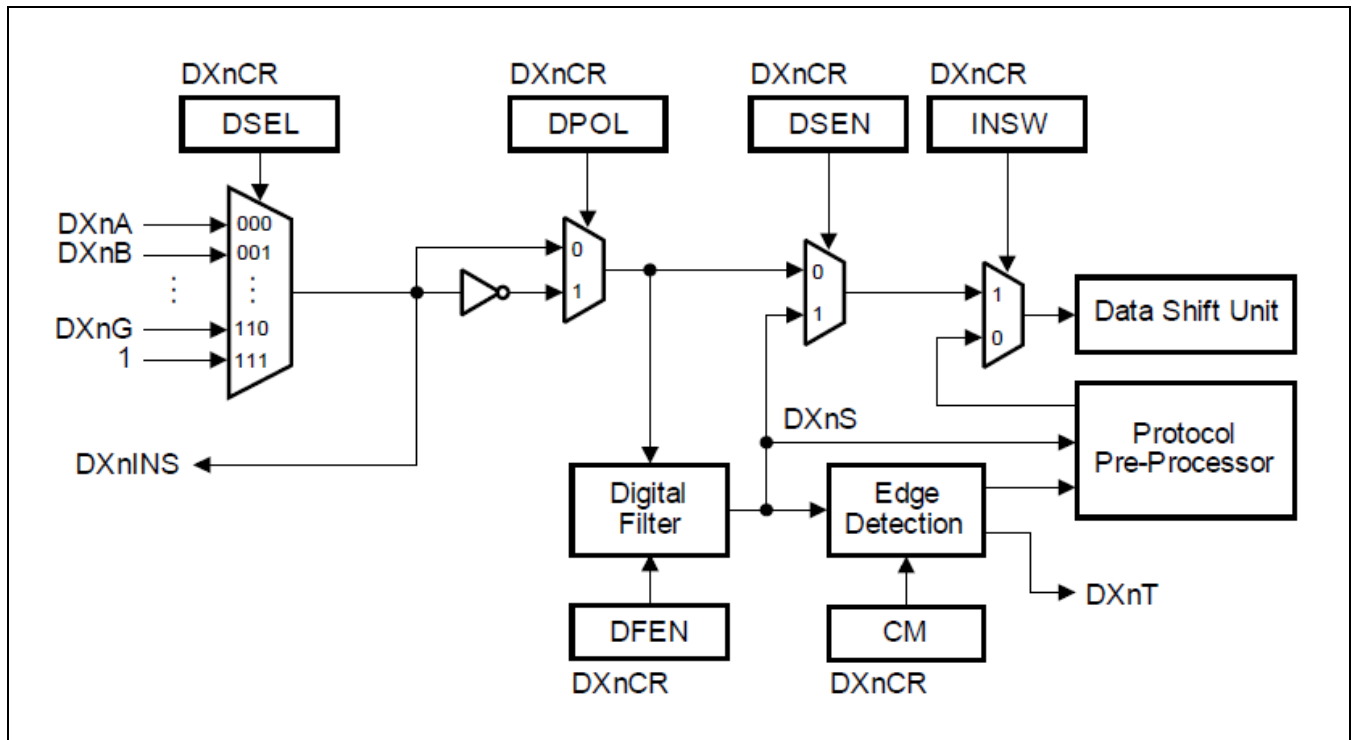 DXnCR
DXnCR
DXnCR
DXnCR
DSEL
DPOL
DSEN
INSW
DXnA
000
DXnB
001
⋮
⋮
DXnG
110
1
111
0
1
0
1
1
0
Data Shift Unit
DXnINS
DXnS
Protocol
Pre-Processor
Digital
Filter
Edge
Detection
DXnT
DFEN
CM
DXnCR
DXnCR